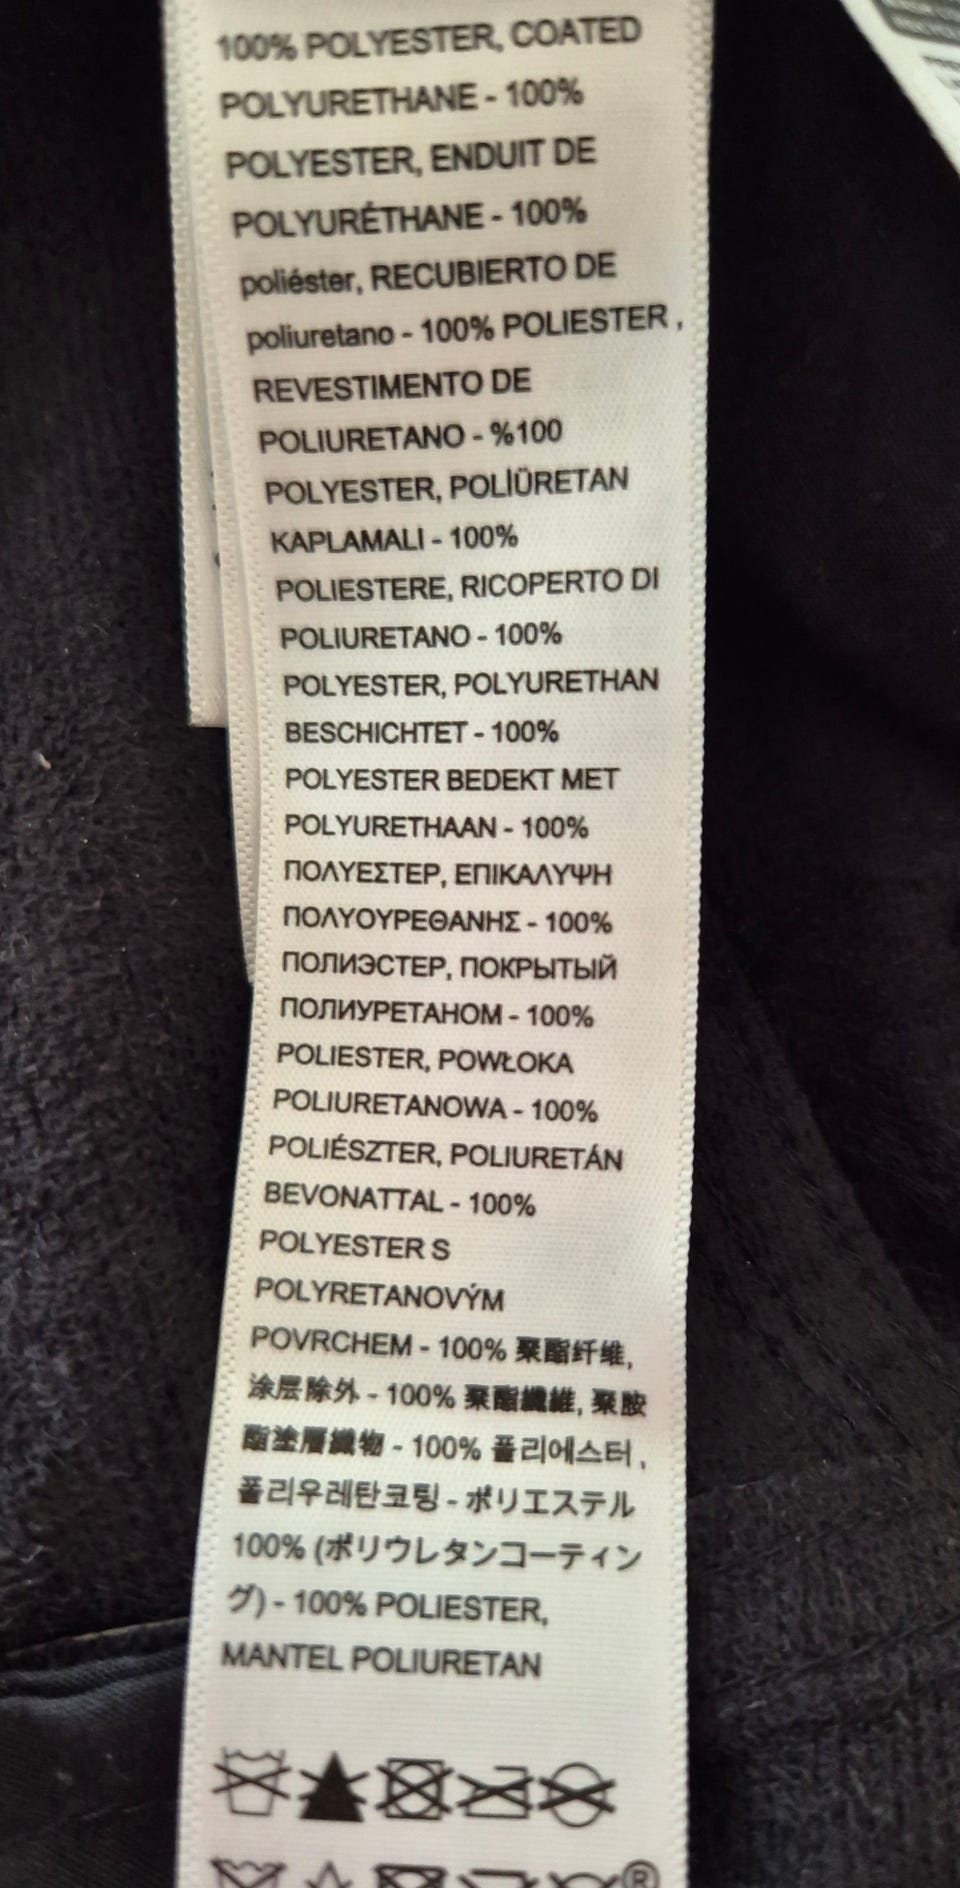 100% POLYESTER, COATED
POLYURETHANE - 100%
POLYESTER, ENDUIT DE
POLYURÉTHANE - 100%
poliéster, RECUBIERTO DE
poliuretano - 100% POLIESTER ,
REVESTIMENTO DE
POLIURETANO - %100
POLYESTER, POLİÜRETAN
KAPLAMALI - 100%
POLIESTERE, RICOPERTO DI
POLIURETANO - 100%
POLYESTER, POLYURETHAN
BESCHICHTET - 100%
POLYESTER BEDEKT MET
POLYURETHAAN - 100%
ΠΟΛΥΕΣΤΕΡ, ΕΠΙΚΑΛΥΨΗ
ΠΟΛΥΟΥΡΕΘΑΝΗΣ - 100%
ПОЛИЭСТЕР, ПОКРЫТЫЙ
ПОЛИУРЕТАНОМ - 100%
POLIESTER, POWŁOKA
POLIURETANOWA - 100%
POLIÉSZTER, POLIURETÁN
BEVONATTAL - 100%
POLYESTER S
POLYRETANOVÝM
POVRCHEM - 100% 聚酯纤维,
涂层除外 - 100% 聚酯纖維, 聚胺
酯塗層織物 - 100% 폴리에스터 ,
폴리우레탄코팅 - ポリエステル
100% (ポリウレタンコーティン
グ) - 100% POLIESTER,
MANTEL POLIURETAN
®